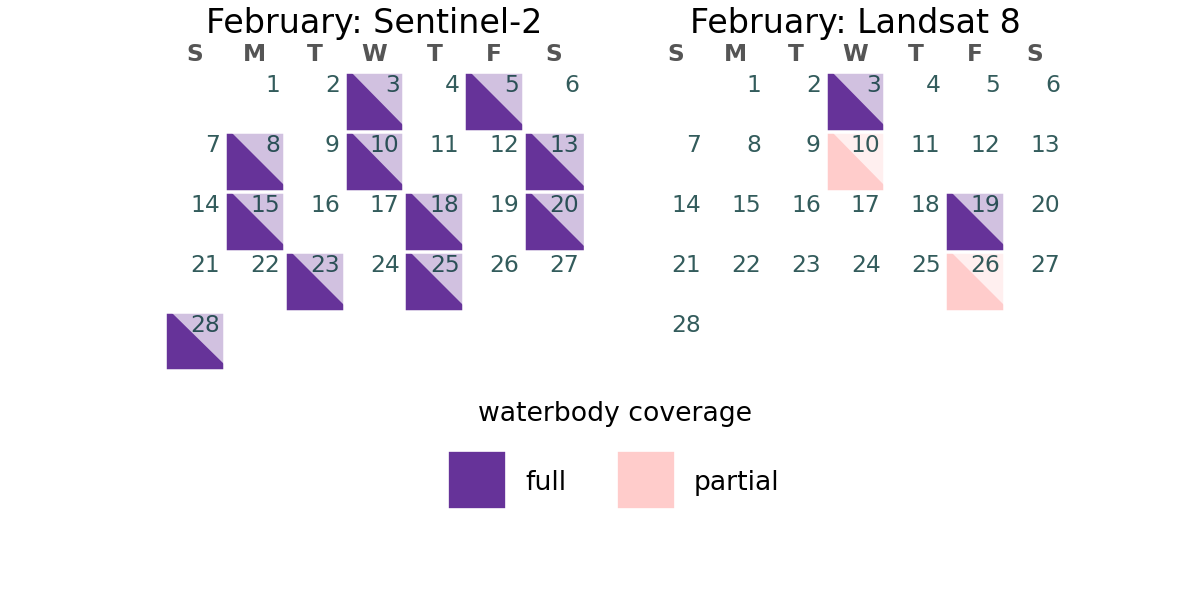 February: Sentinel-2
S M T W T F S
1 2 3 4 5 6
7 8 9 10 11 12 13
14 15 16 17 18 19 20
21 22 23 24 25 26 27
28
February: Landsat 8
S M T W T F S
1 2 3 4 5 6
7 8 9 10 11 12 13
14 15 16 17 18 19 20
21 22 23 24 25 26 27
28
waterbody coverage
full
partial